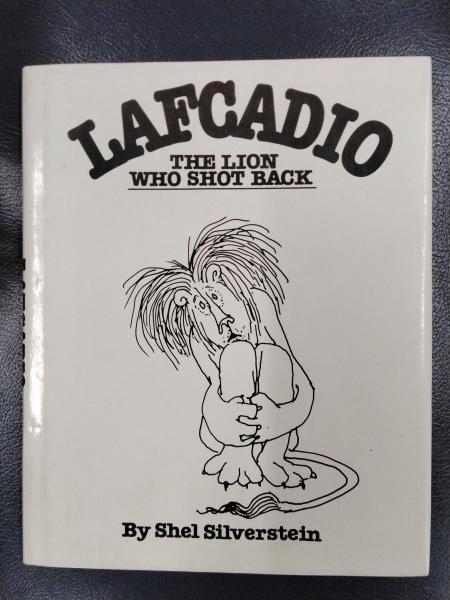 LAFCADIO
THE LION
WHO SHOT BACK
By Shel Silverstein